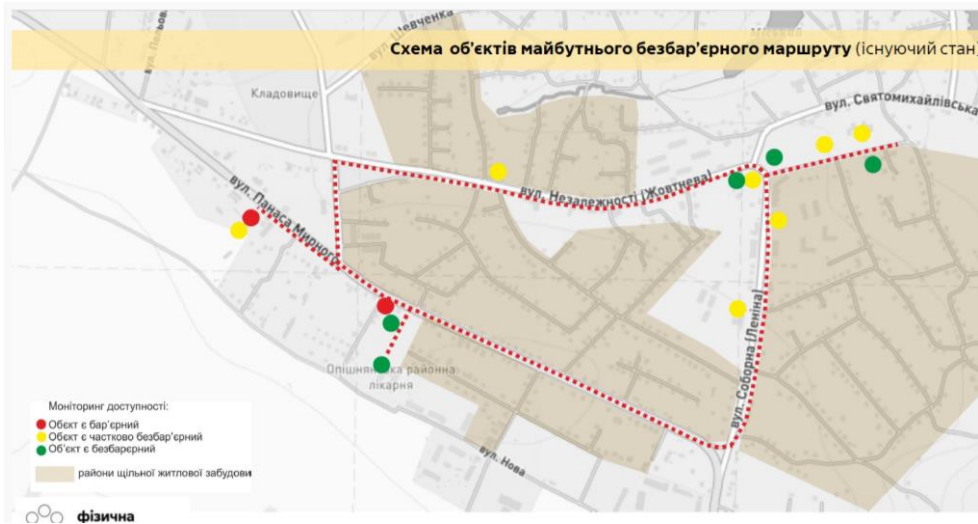 Схема об'єктів майбутнього безбар'єрного маршруту (існуючий стан)
вул. Шевченка
Кладовище
вул. Святомихайлівська
вул. Незалежності (Жовтнева)
вул. Панаса Мирного
вул. Соборна (Леніна)
Опішнянська районна
лікарня
вул. Нова
Моніторинг доступності:
Обєкт є бар'єрний
Обєкт є частково безбар'єрний
Об'єкт є безбарєрний
райони щільної житлової забудови
фізична